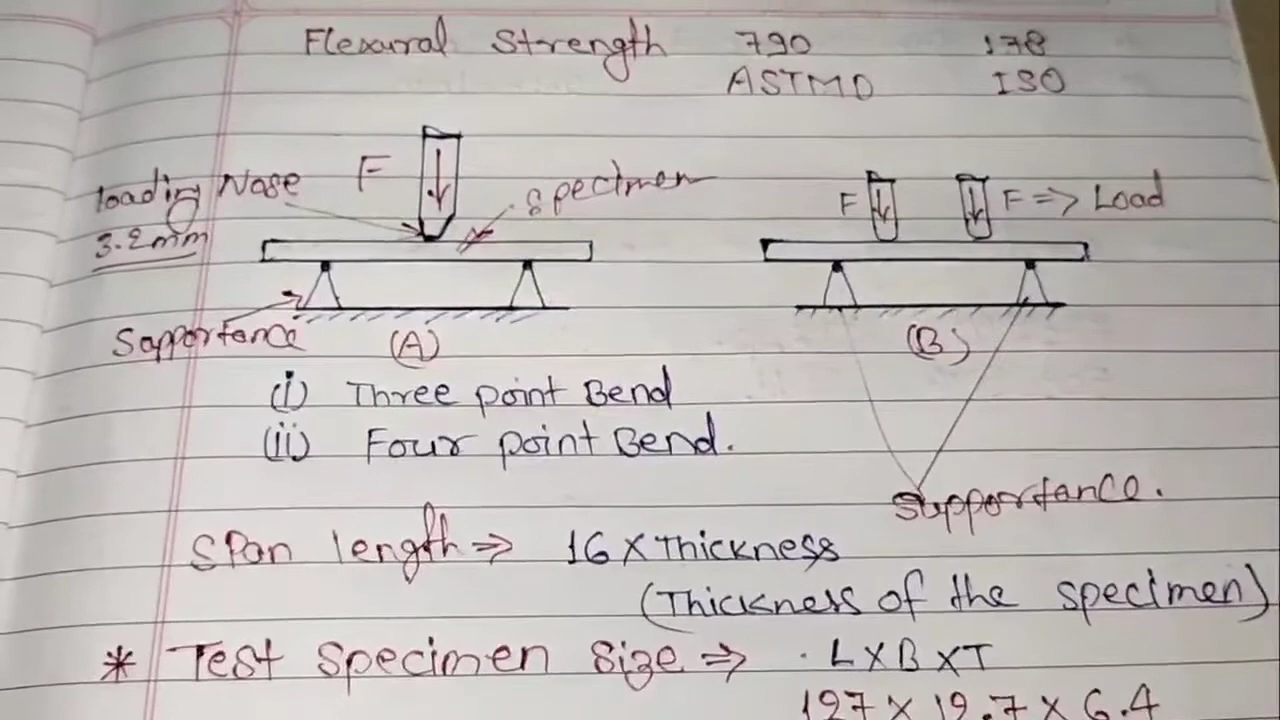 Flexural Strength 790 178
ASTMD ISO
loading Nose F specimen F F => Load
3.2mm
Sapportance (A) (B)
(i) Three point Bend
(ii) Four point Bend.
Supportance.
Span length => 16 X Thickness
(Thickness of the specimen)
* Test specimen size => . L X B X T
127 X 12.7 X 6.4